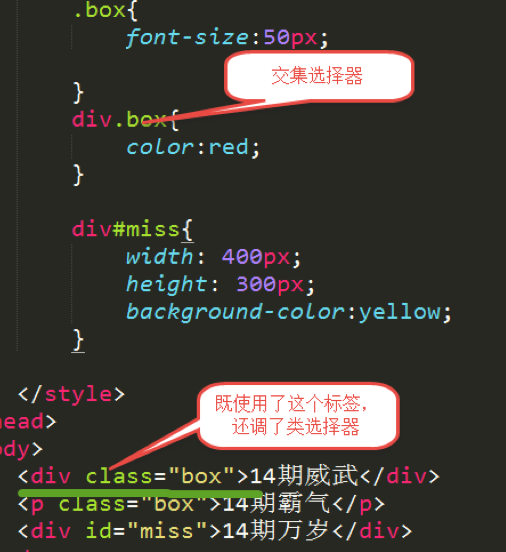 .box{
font-size:50px;
交集选择器
}
div.box{
color:red;
}
div#miss{
width: 400px;
height: 300px;
background-color:yellow;
}
</style>
既使用了这个标签,
还调了类选择器
ead>
ody>
<div class="box">14期威武</div>
<p class="box">14期霸气</p>
<div id="miss">14期万岁</div>